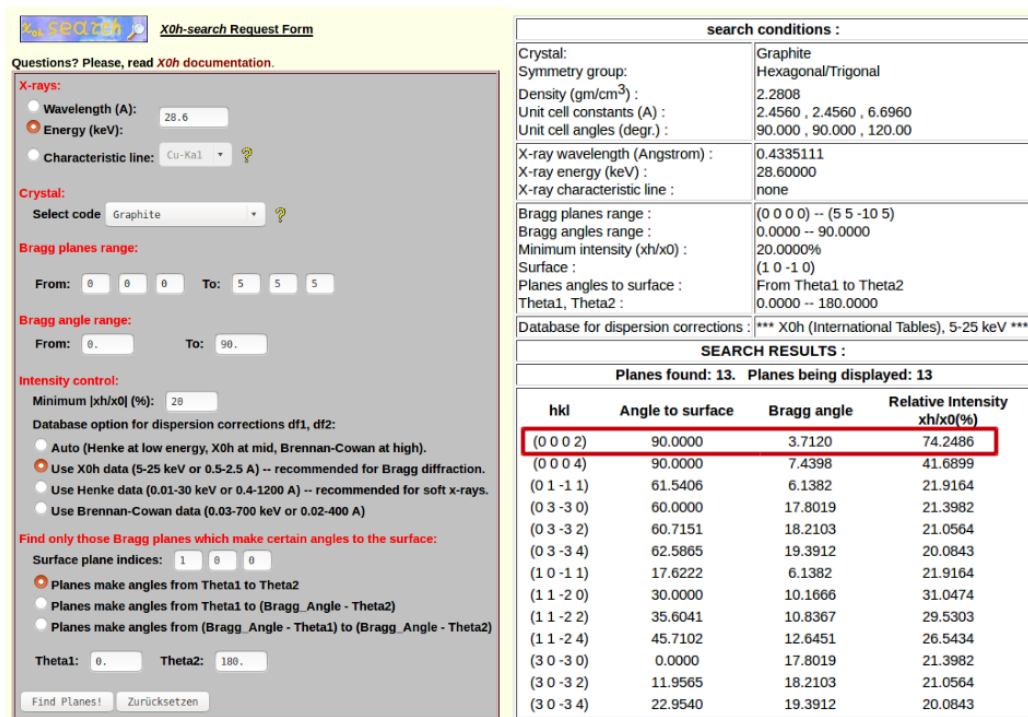 X0h search X0h-search Request Form
Questions? Please, read X0h documentation.
X-rays:
Wavelength (A):
28.6
Energy (keV):
Characteristic line: Cu-Ka1 ?
Crystal:
Select code Graphite ?
Bragg planes range:
From: 0 0 0 To: 5 5 5
Bragg angle range:
From: 0. To: 90.
Intensity control:
Minimum |xh/x0| (%): 20
Database option for dispersion corrections df1, df2:
Auto (Henke at low energy, X0h at mid, Brennan-Cowan at high).
Use X0h data (5-25 keV or 0.5-2.5 A) -- recommended for Bragg diffraction.
Use Henke data (0.01-30 keV or 0.4-1200 A) -- recommended for soft x-rays.
Use Brennan-Cowan data (0.03-700 keV or 0.02-400 A)
Find only those Bragg planes which make certain angles to the surface:
Surface plane indices: 1 0 0
Planes make angles from Theta1 to Theta2
Planes make angles from Theta1 to (Bragg_Angle - Theta2)
Planes make angles from (Bragg_Angle - Theta1) to (Bragg_Angle - Theta2)
Theta1: 0. Theta2: 180.
Find Planes! Zurücksetzen
search conditions :
Crystal: Graphite
Symmetry group: Hexagonal/Trigonal
Density (gm/cm3) : 2.2808
Unit cell constants (A) : 2.4560 , 2.4560 , 6.6960
Unit cell angles (degr.) : 90.000 , 90.000 , 120.00
X-ray wavelength (Angstrom) : 0.4335111
X-ray energy (keV) : 28.60000
X-ray characteristic line : none
Bragg planes range : (0 0 0 0) -- (5 5 -10 5)
Bragg angles range : 0.0000 -- 90.0000
Minimum intensity (xh/x0) : 20.0000%
Surface : (1 0 -1 0)
Planes angles to surface : From Theta1 to Theta2
Theta1, Theta2 : 0.0000 -- 180.0000
Database for dispersion corrections : *** X0h (International Tables), 5-25 keV ***
SEARCH RESULTS :
Planes found: 13. Planes being displayed: 13
hkl Angle to surface Bragg angle Relative Intensity xh/x0(%)
(0 0 0 2) 90.0000 3.7120 74.2486
(0 0 0 4) 90.0000 7.4398 41.6899
(0 1 -1 1) 61.5406 6.1382 21.9164
(0 3 -3 0) 60.0000 17.8019 21.3982
(0 3 -3 2) 60.7151 18.2103 21.0564
(0 3 -3 4) 62.5865 19.3912 20.0843
(1 0 -1 1) 17.6222 6.1382 21.9164
(1 1 -2 0) 30.0000 10.1666 31.0474
(1 1 -2 2) 35.6041 10.8367 29.5303
(1 1 -2 4) 45.7102 12.6451 26.5434
(3 0 -3 0) 0.0000 17.8019 21.3982
(3 0 -3 2) 11.9565 18.2103 21.0564
(3 0 -3 4) 22.9540 19.3912 20.0843